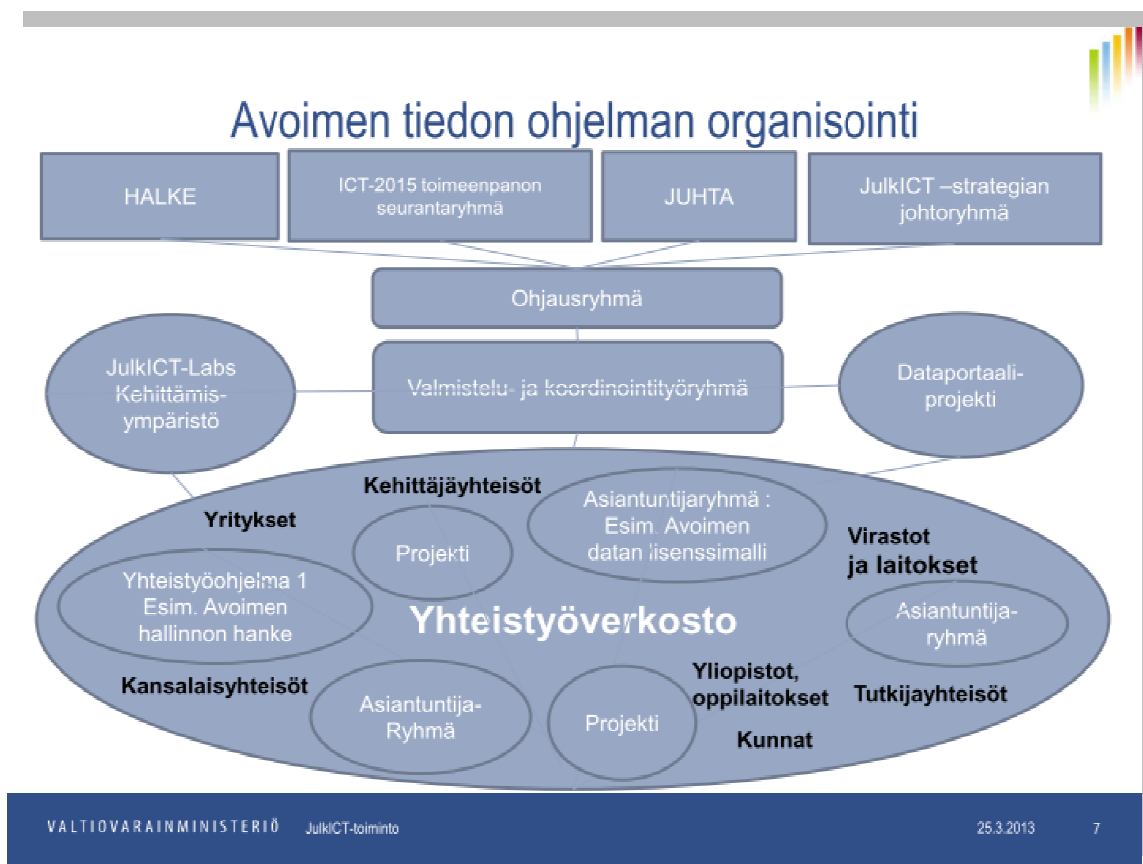 Avoimen tiedon ohjelman organisointi
HALKE
ICT-2015 toimeenpanon
seurantaryhmä
JUHTA
JulkICT –strategian
johtoryhmä
Ohjausryhmä
JulkICT-Labs
Kehittämis-
ympäristö
Valmistelu- ja koordinointityöryhmä
Dataportaali-
projekti
Kehittäjäyhteisöt
Asiantuntijaryhmä :
Esim. Avoimen
datan lisenssimalli
Yritykset
Projekti
Virastot
ja laitokset
Yhteistyöohjelma 1
Esim. Avoimen
hallinnon hanke
Yhteistyöverkosto
Asiantuntija-
ryhmä
Kansalaisyhteisöt
Asiantuntija-
Ryhmä
Projekti
Yliopistot,
oppilaitokset
Tutkijayhteisöt
Kunnat
VALTIOVARAINMINISTERIÖ
JulkICT-toiminto
25.3.2013
7